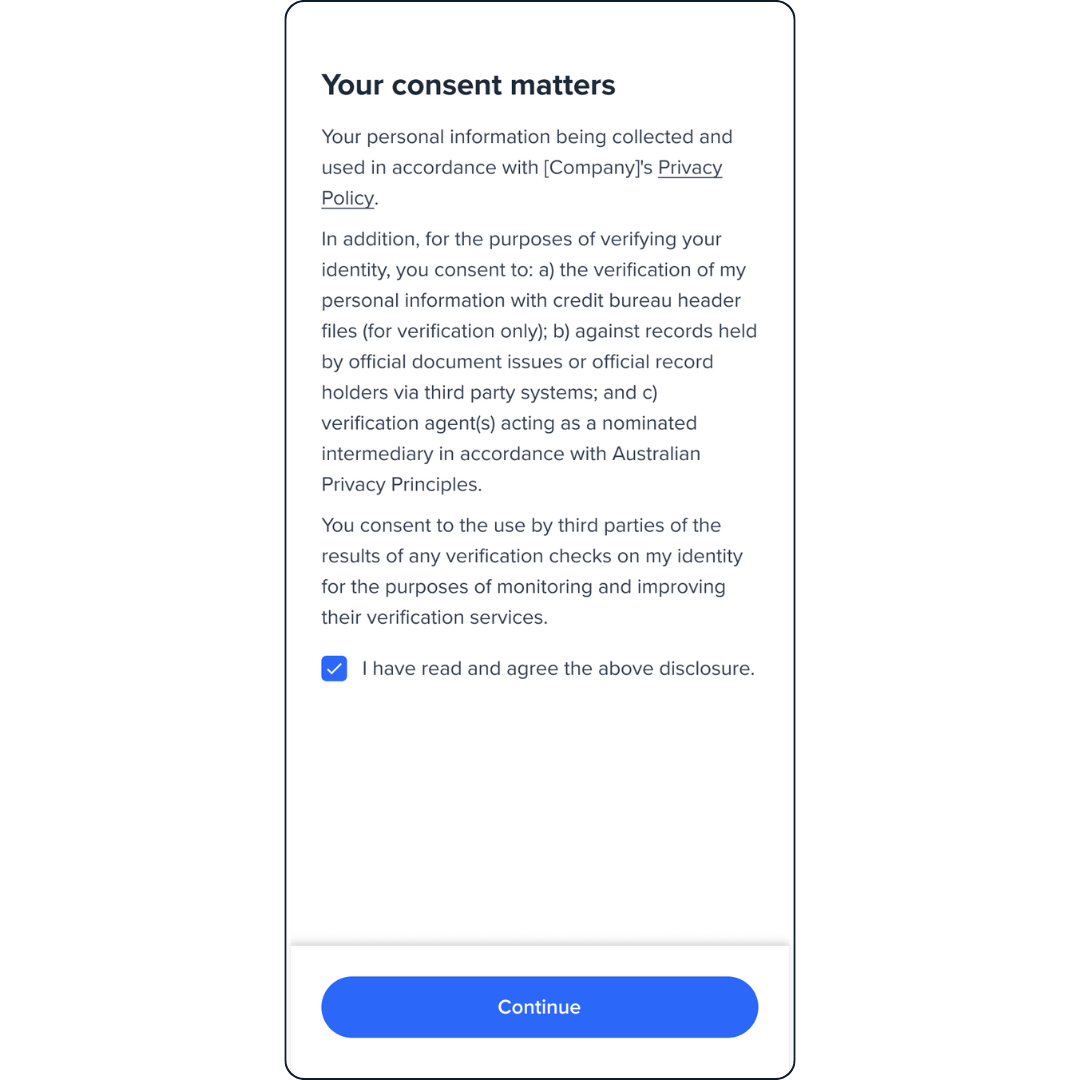 Your consent matters
Your personal information being collected and
used in accordance with [Company]'s Privacy
Policy.
In addition, for the purposes of verifying your
identity, you consent to: a) the verification of my
personal information with credit bureau header
files (for verification only); b) against records held
by official document issues or official record
holders via third party systems; and c)
verification agent(s) acting as a nominated
intermediary in accordance with Australian
Privacy Principles.
You consent to the use by third parties of the
results of any verification checks on my identity
for the purposes of monitoring and improving
their verification services.
I have read and agree the above disclosure.
Continue